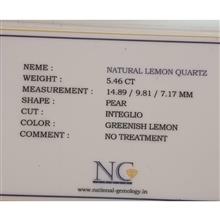 NEME : NATURAL LEMON QUARTZ
WEIGHT : 5.46 CT
MEASUREMENT : 14.89 / 9.81 / 7.17 MM
SHAPE : PEAR
CUT : INTEGLIO
COLOR : GREENISH LEMON
COMMENT : NO TREATMENT
NC
www.national-gemology.in